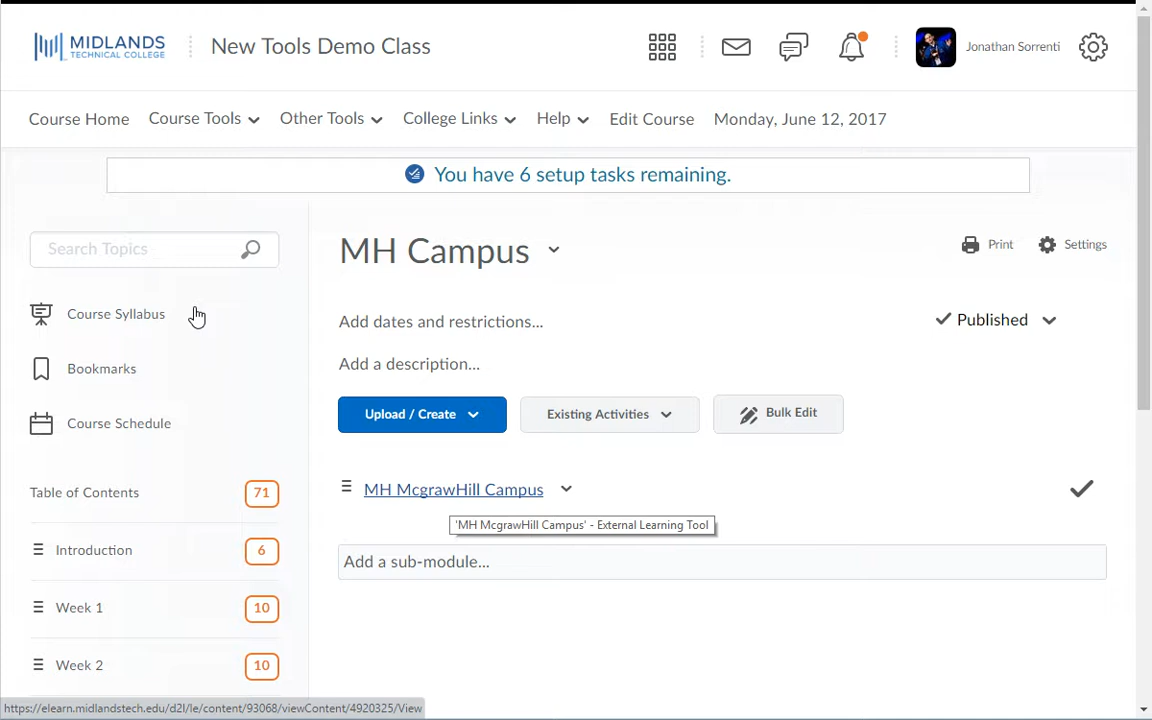 MIDLANDS
TECHNICAL COLLEGE
New Tools Demo Class
Jonathan Sorrenti
Course Home Course Tools Other Tools College Links Help Edit Course Monday, June 12, 2017
You have 6 setup tasks remaining.
Search Topics
MH Campus
Print Settings
Course Syllabus
Add dates and restrictions...
Published
Bookmarks
Add a description...
Upload / Create Existing Activities Bulk Edit
Course Schedule
MH McgrawHill Campus
Table of Contents 71
'MH McgrawHill Campus' - External Learning Tool
Introduction 6
Add a sub-module...
Week 1 10
Week 2 10
https://elearn.midlandstech.edu/d2l/le/content/93068/viewContent/4920325/View